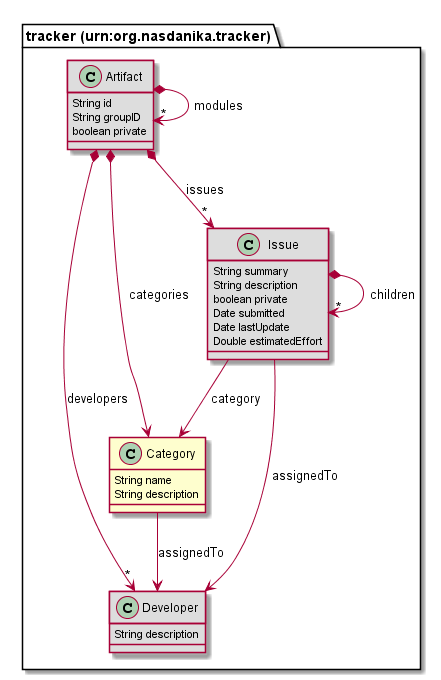 tracker (urn:org.nasdanika.tracker)
C Artifact
String id
String groupID
boolean private
modules
*
issues
*
C Issue
String summary
String description
boolean private
Date submitted
Date lastUpdate
Double estimatedEffort
children
*
categories
developers
category
C Category
String name
String description
assignedTo
assignedTo
*
C Developer
String description